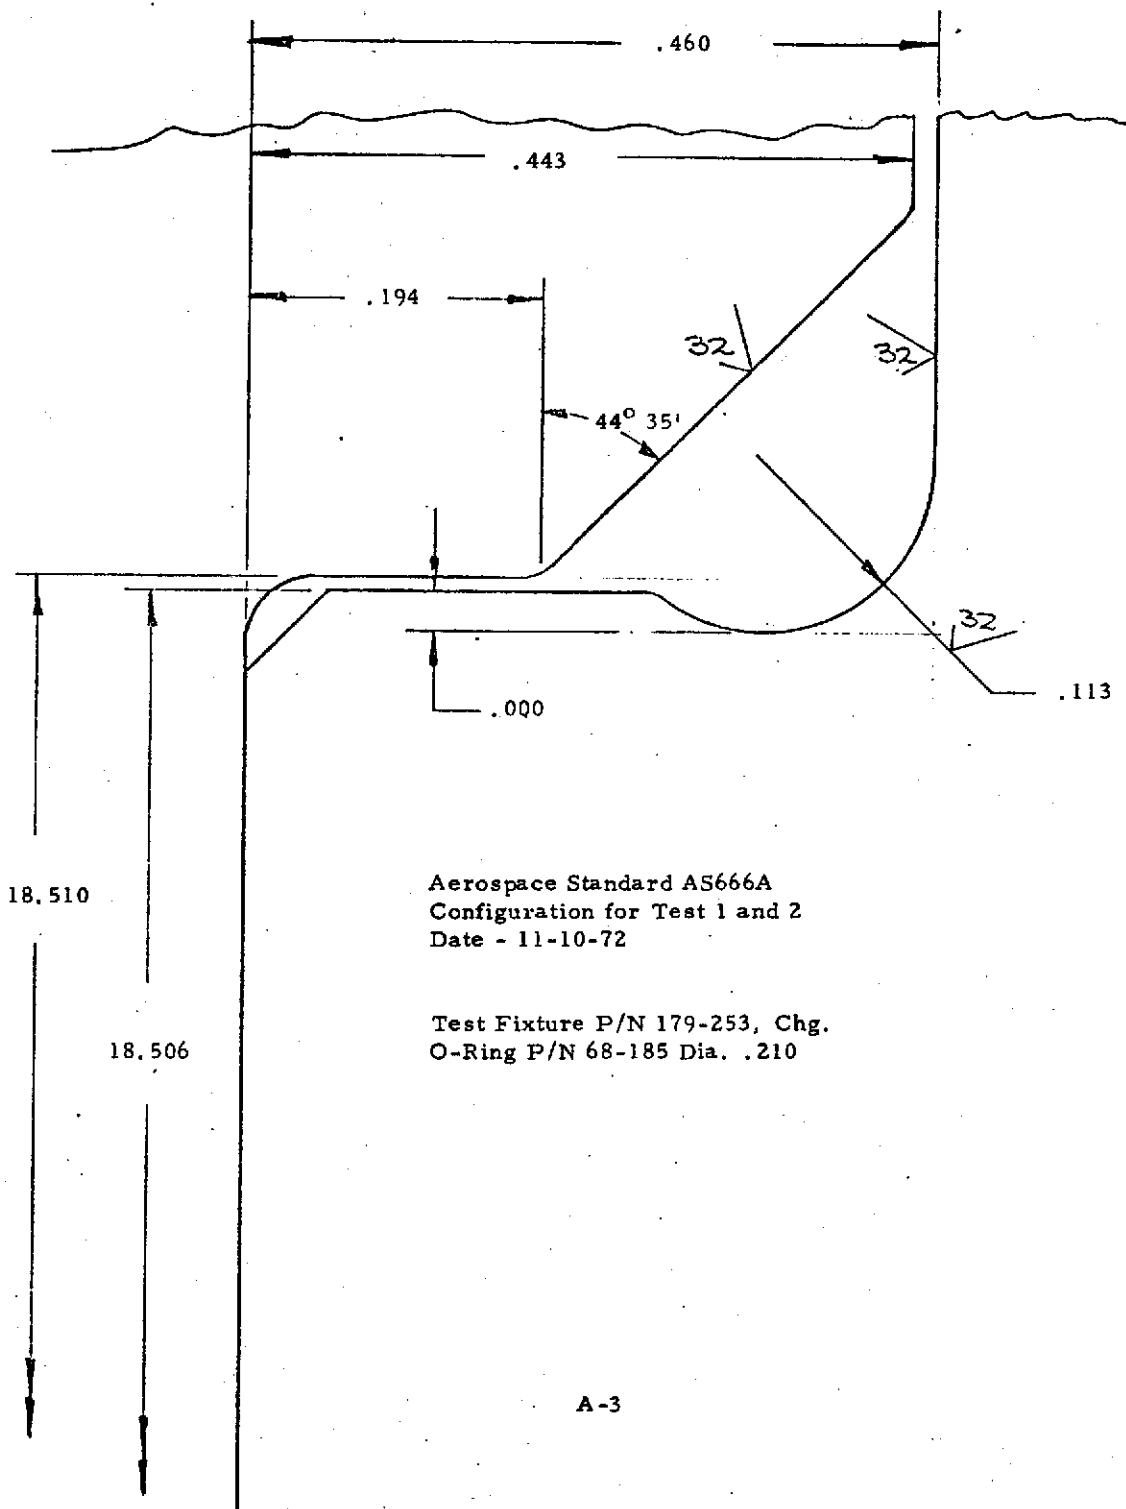 .460
.443
.194
32
32
44° 35'
32
.113
.000
18.510
18.506
Aerospace Standard AS666A
Configuration for Test 1 and 2
Date - 11-10-72
Test Fixture P/N 179-253, Chg.
O-Ring P/N 68-185 Dia. .210
A-3